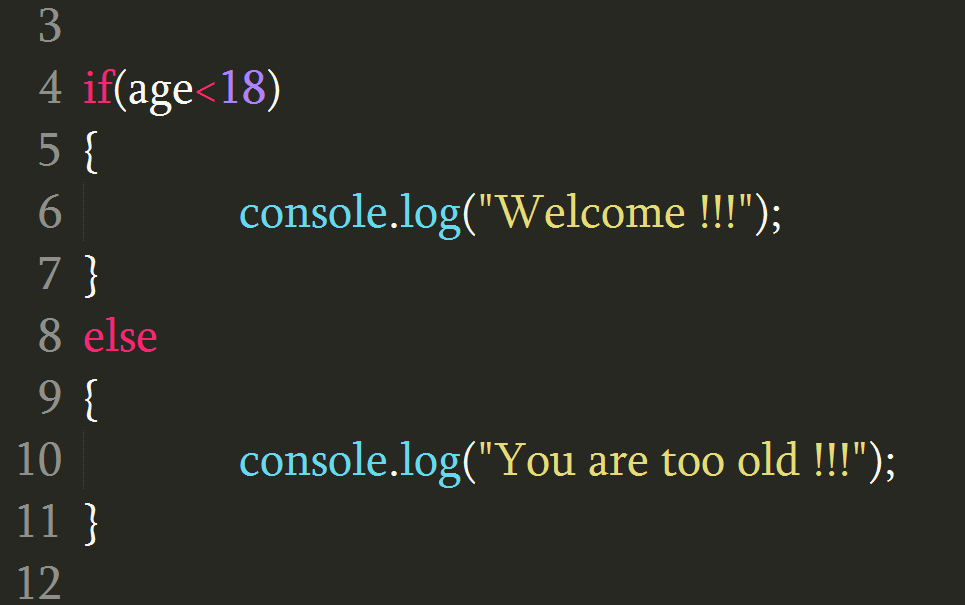 3
4 if(age<18)
5 {
6 console.log("Welcome !!!");
7 }
8 else
9 {
10 console.log("You are too old !!!");
11 }
12